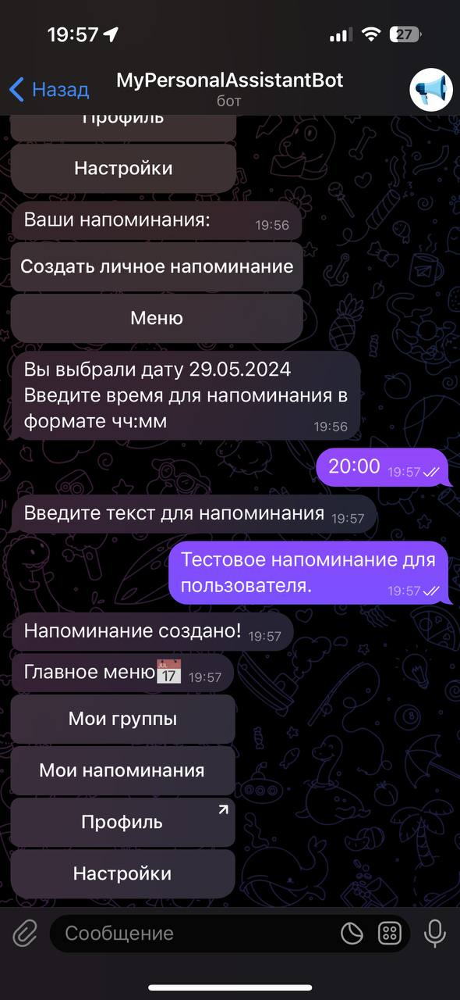 19:57
27
Назад
MyPersonalAssistantBot
бот
Профиль
Настройки
Ваши напоминания:
19:56
Создать личное напоминание
Меню
Вы выбрали дату 29.05.2024
Введите время для напоминания в
формате чч:мм
19:56
20:00 19:57
Введите текст для напоминания 19:57
Тестовое напоминание для
пользователя.
19:57
Напоминание создано! 19:57
Главное меню JUL 17 19:57
Мои группы
Мои напоминания
Профиль
Настройки
Сообщение